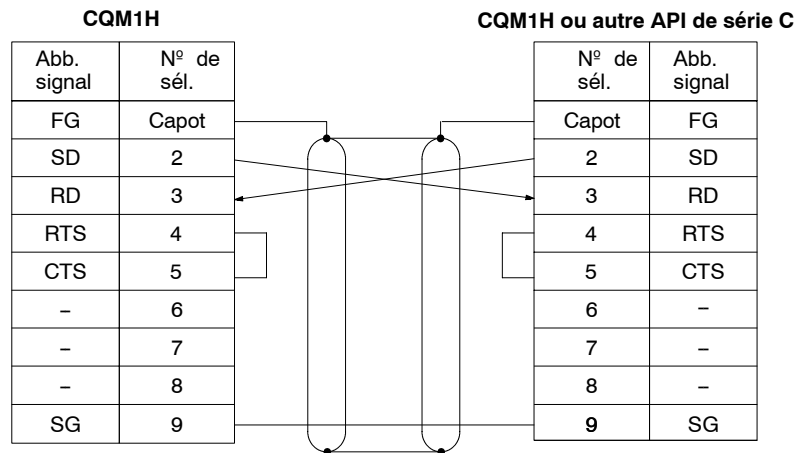 CQM1H
CQM1H ou autre API de série C
Abb. signal Nº de sél. Nº de sél. Abb. signal
FG Capot Capot FG
SD 2 2 SD
RD 3 3 RD
RTS 4 4 RTS
CTS 5 5 CTS
– 6 6 –
– 7 7 –
– 8 8 –
SG 9 9 SG